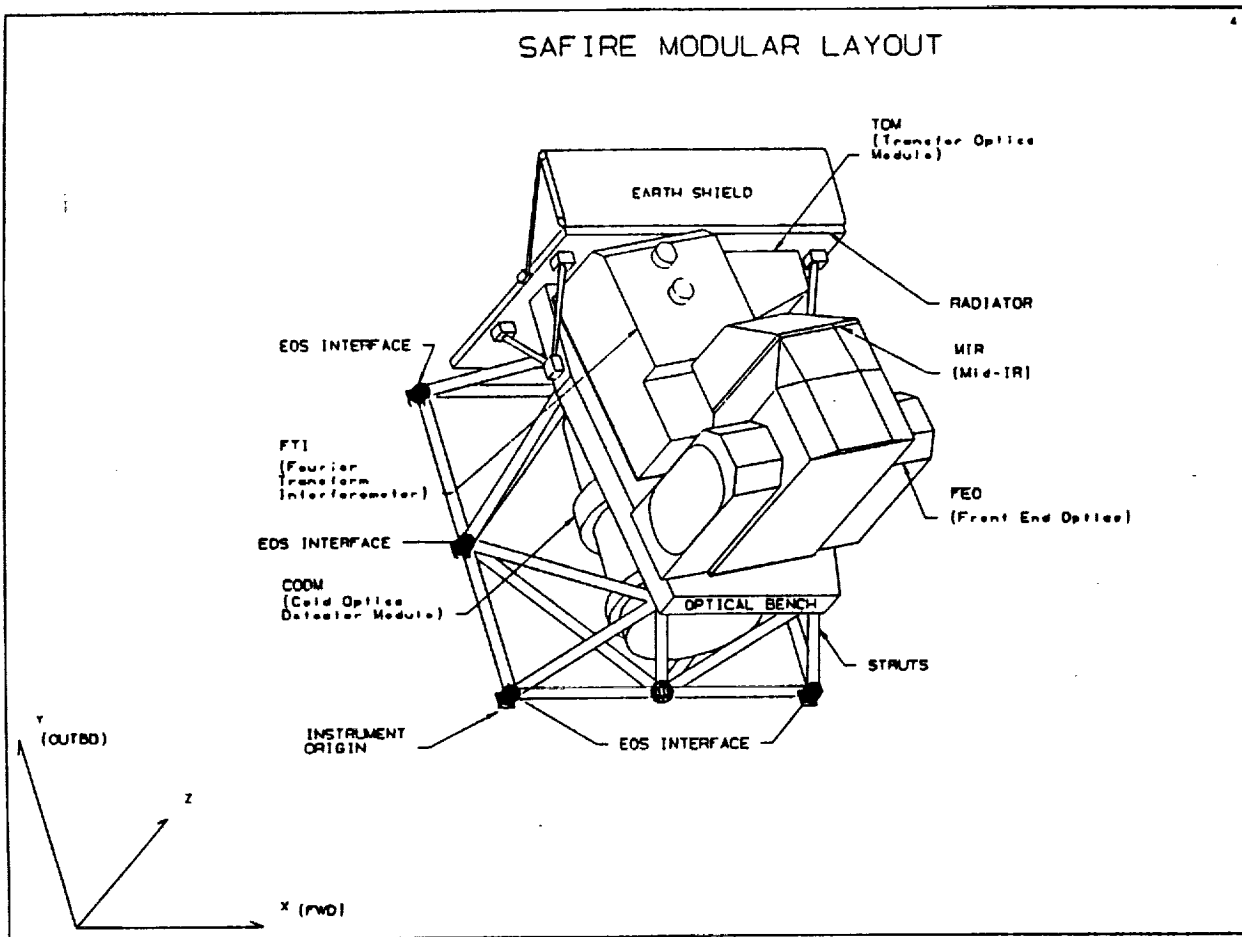 4
SAFIRE MODULAR LAYOUT
TOM
(Transfer Optics
Module)
EARTH SHIELD
RADIATOR
EOS INTERFACE
MIR
(Mid-IR)
FTI
(Fourier
Transform
Interferometer)
FEO
(Front End Optics)
EOS INTERFACE
CODM
(Cold Optics
Detector Module)
OPTICAL BENCH
STRUTS
INSTRUMENT
ORIGIN
EOS INTERFACE
Y
(OUTBD)
Z
X (FWD)